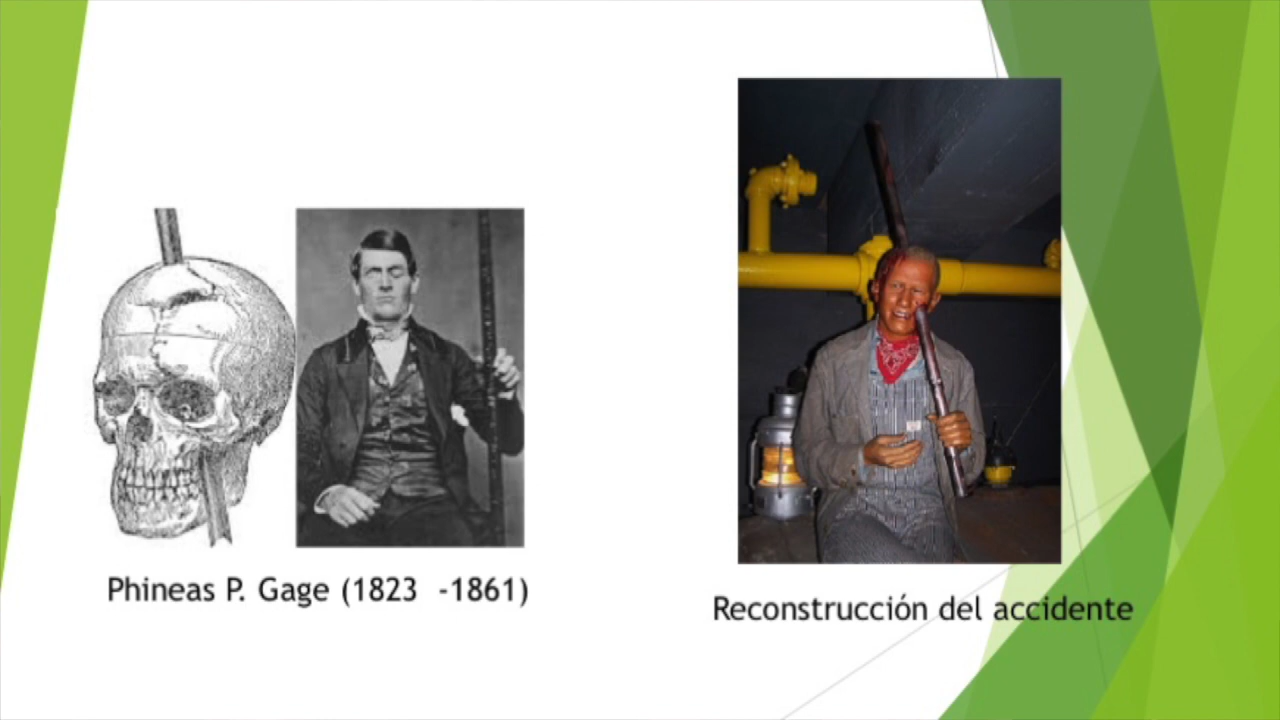 Phineas P. Gage (1823  -1861)
Reconstrucción del accidente